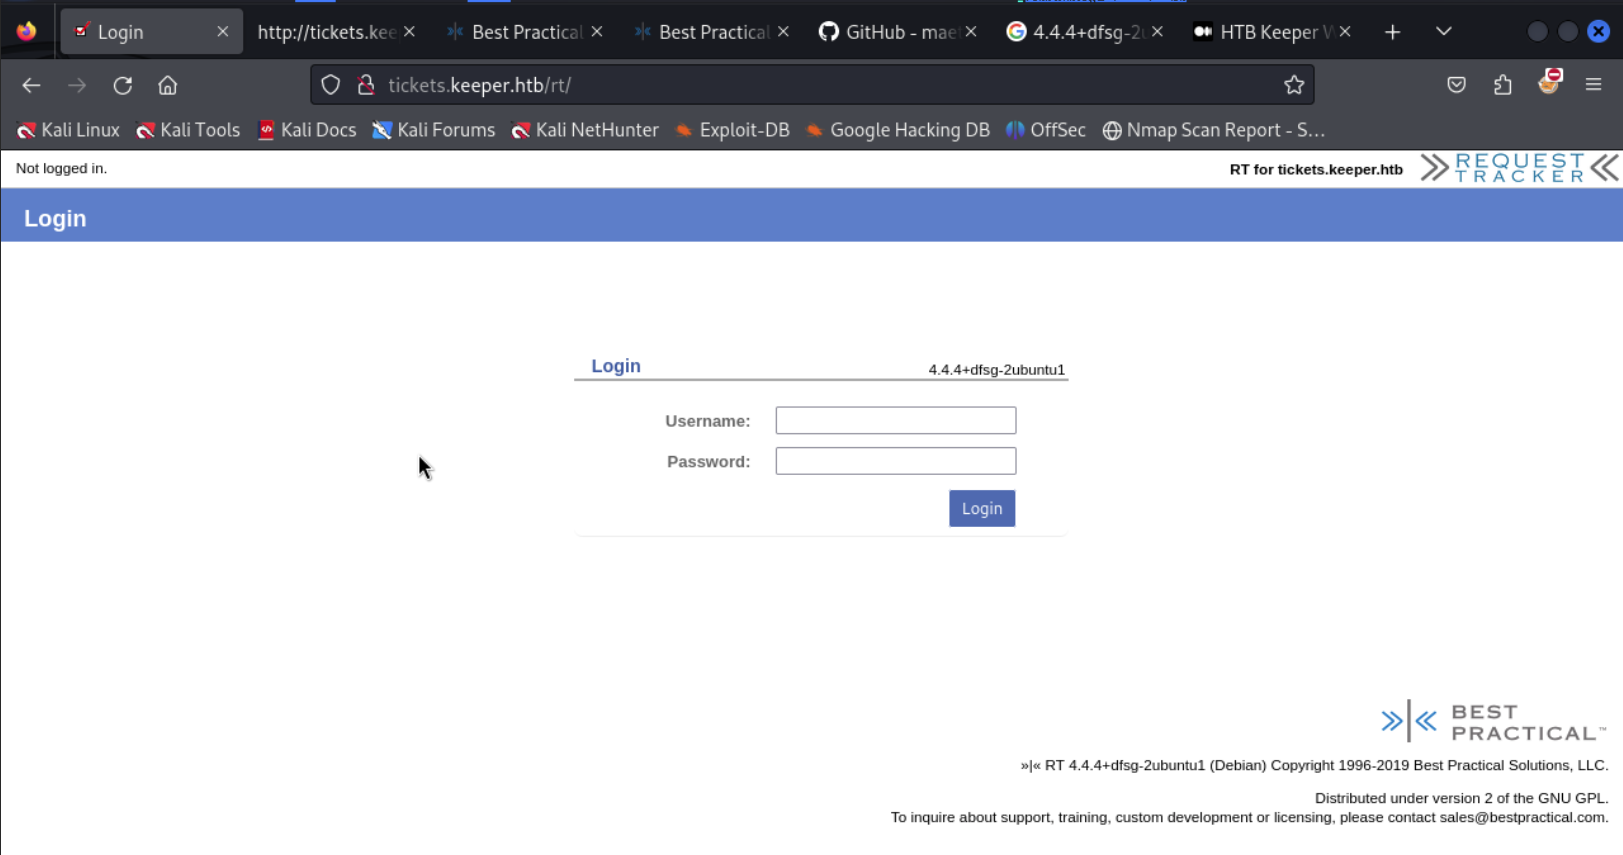 Login
http://tickets.kee
Best Practical
Best Practical
GitHub - mae
4.4.4+dfsg-2u
HTB Keeper W
tickets.keeper.htb/rt/
Kali Linux
Kali Tools
Kali Docs
Kali Forums
Kali NetHunter
Exploit-DB
Google Hacking DB
OffSec
Nmap Scan Report - S...
Not logged in.
RT for tickets.keeper.htb
REQUEST
TRACKER
Login
Login
4.4.4+dfsg-2ubuntu1
Username:
Password:
Login
BEST
PRACTICAL™
»|« RT 4.4.4+dfsg-2ubuntu1 (Debian) Copyright 1996-2019 Best Practical Solutions, LLC.
Distributed under version 2 of the GNU GPL.
To inquire about support, training, custom development or licensing, please contact sales@bestpractical.com.